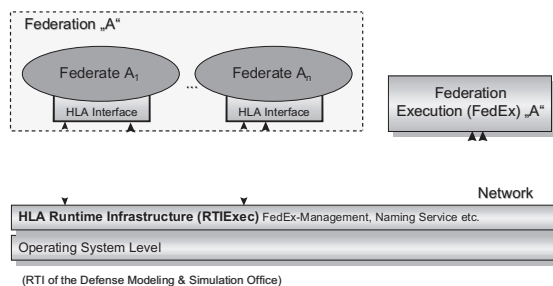 Federation „A“
Federate A1
...
Federate An
HLA Interface
HLA Interface
Federation
Execution (FedEx) „A“
Network
HLA Runtime Infrastructure (RTIExec) FedEx-Management, Naming Service etc.
Operating System Level
(RTI of the Defense Modeling & Simulation Office)